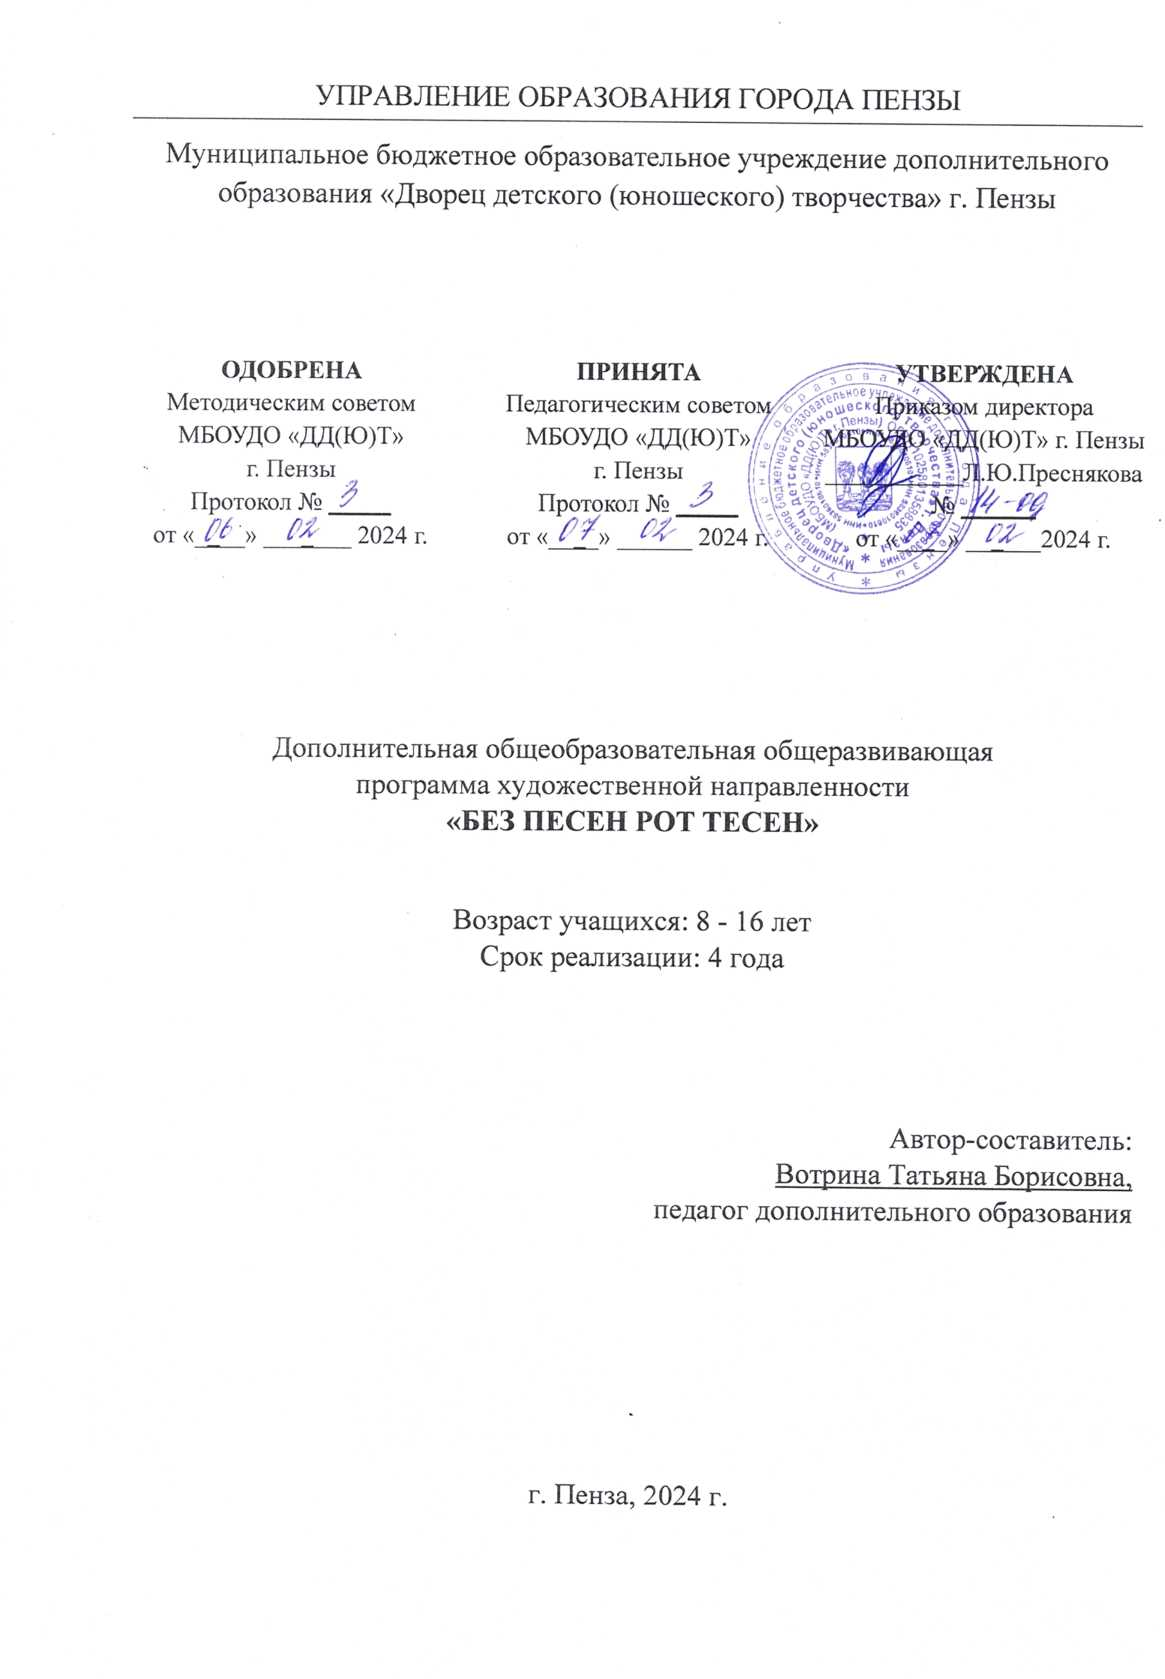 УПРАВЛЕНИЕ ОБРАЗОВАНИЯ ГОРОДА ПЕНЗЫ
Муниципальное бюджетное образовательное учреждение дополнительного
образования «Дворец детского (юношеского) творчества» г. Пензы
ОДОБРЕНА
Методическим советом
МБОУДО «ДД(Ю)Т»
г. Пензы
Протокол № 3
от «06» 02 2024 г.
ПРИНЯТА
Педагогическим советом
МБОУДО «ДД(Ю)Т»
г. Пензы
Протокол № 3
от «07» 02 2024 г.
УТВЕРЖДЕНА
Приказом директора
МБОУДО «ДД(Ю)Т» г. Пензы
Л.Ю.Преснякова
№ 14-09
от « » 02 2024 г.
Дополнительная общеобразовательная общеразвивающая
программа художественной направленности
«БЕЗ ПЕСЕН РОТ ТЕСЕН»
Возраст учащихся: 8 - 16 лет
Срок реализации: 4 года
Автор-составитель:
Вотрина Татьяна Борисовна,
педагог дополнительного образования
г. Пенза, 2024 г.